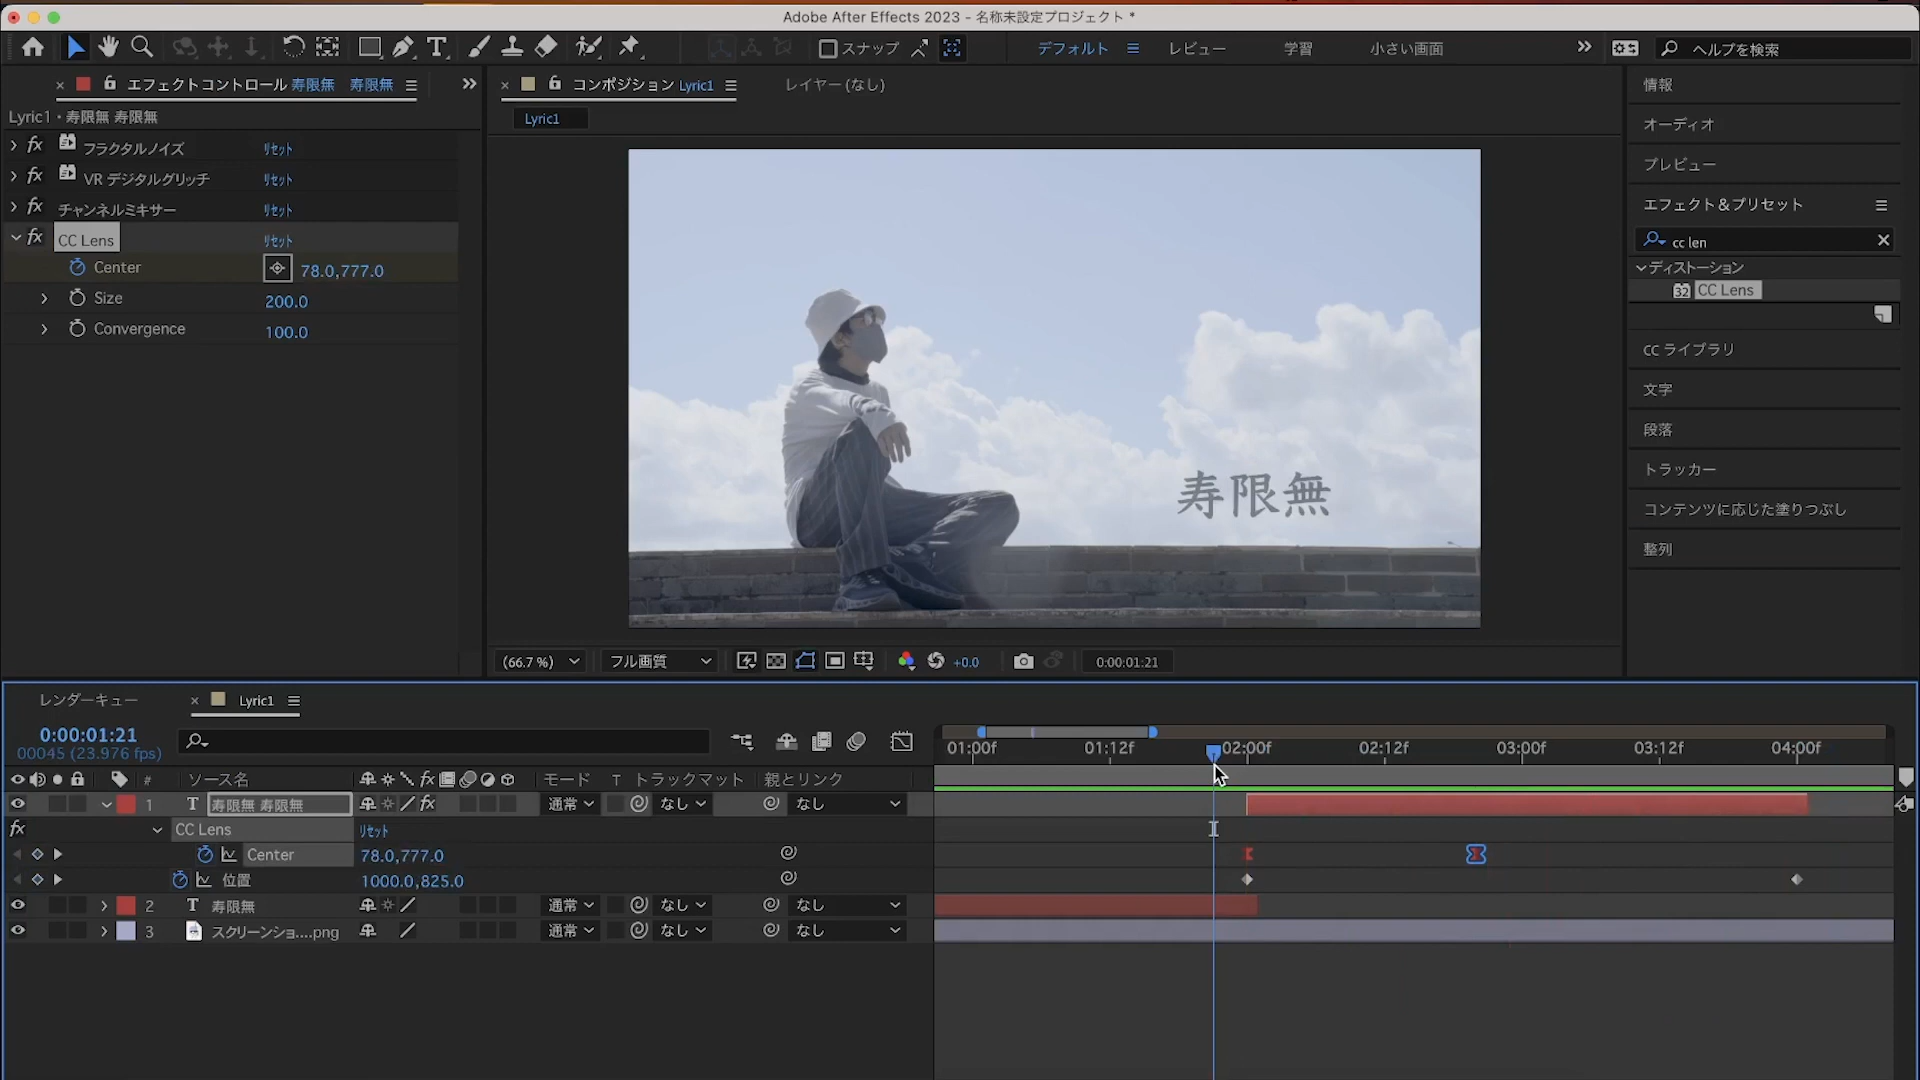 Adobe After Effects 2023 - 名称未設定プロジェクト *
スナップ
デフォルト
レビュー
学習
小さい画面
ヘルプを検索
エフェクトコントロール 寿限無 寿限無
コンポジション Lyric1
レイヤー (なし)
Lyric1・寿限無 寿限無
Lyric1
fx フラクタルノイズ リセット
fx VR デジタルグリッチ リセット
fx チャンネルミキサー リセット
fx CC Lens リセット
Center 78.0,777.0
Size 200.0
Convergence 100.0
寿限無
情報
オーディオ
プレビュー
エフェクト&プリセット
cc len
ディストーション
32 CC Lens
CC ライブラリ
文字
段落
トラッカー
コンテンツに応じた塗りつぶし
整列
(66.7 %)
フル画質
+0.0
0:00:01:21
レンダーキュー
Lyric1
0:00:01:21
00045 (23.976 fps)
01:00f 01:12f 02:00f 02:12f 03:00f 03:12f 04:00f
# ソース名 fx モード T トラックマット 親とリンク
1 T 寿限無 寿限無 fx 通常 なし なし
fx CC Lens リセット
Center 78.0,777.0
位置 1000.0,825.0
2 T 寿限無 通常 なし なし
3 スクリーンショ....png 通常 なし なし